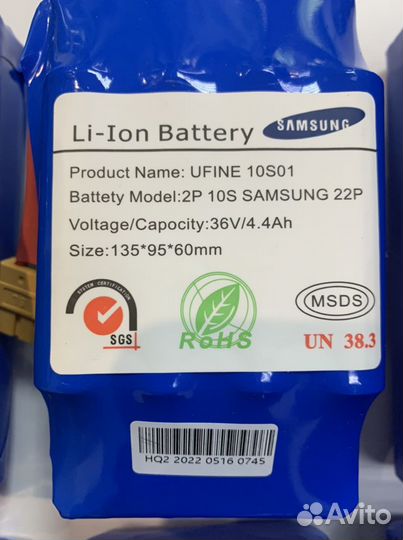 Li-Ion Battery SAMSUNG
Product Name: UFINE 10S01
Battety Model:2P 10S SAMSUNG 22P
Voltage/Capocity:36V/4.4Ah
Size:135*95*60mm
SGS
RoHS
MSDS
UN 38.3
HQ2 2022 0516 0745
Avito